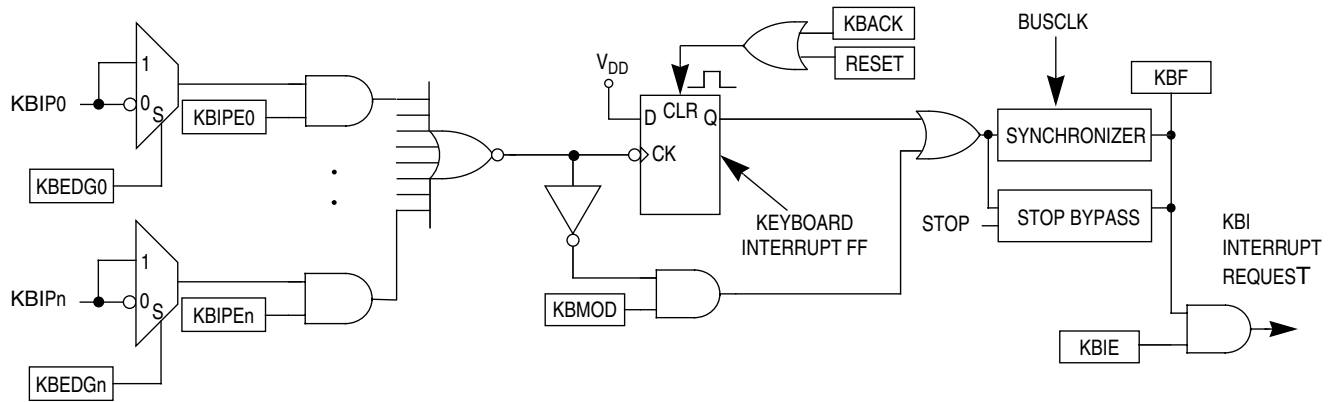 KBACK
RESET
BUSCLK
KBF
VDD
1
KBIP0
0
S
KBIPE0
KBEDG0
D
CLR
Q
CK
SYNCHRONIZER
KEYBOARD
INTERRUPT FF
STOP
STOP BYPASS
KBI
INTERRUPT
REQUEST
1
KBIPn
0
S
KBIPEn
KBEDGn
KBMOD
KBIE